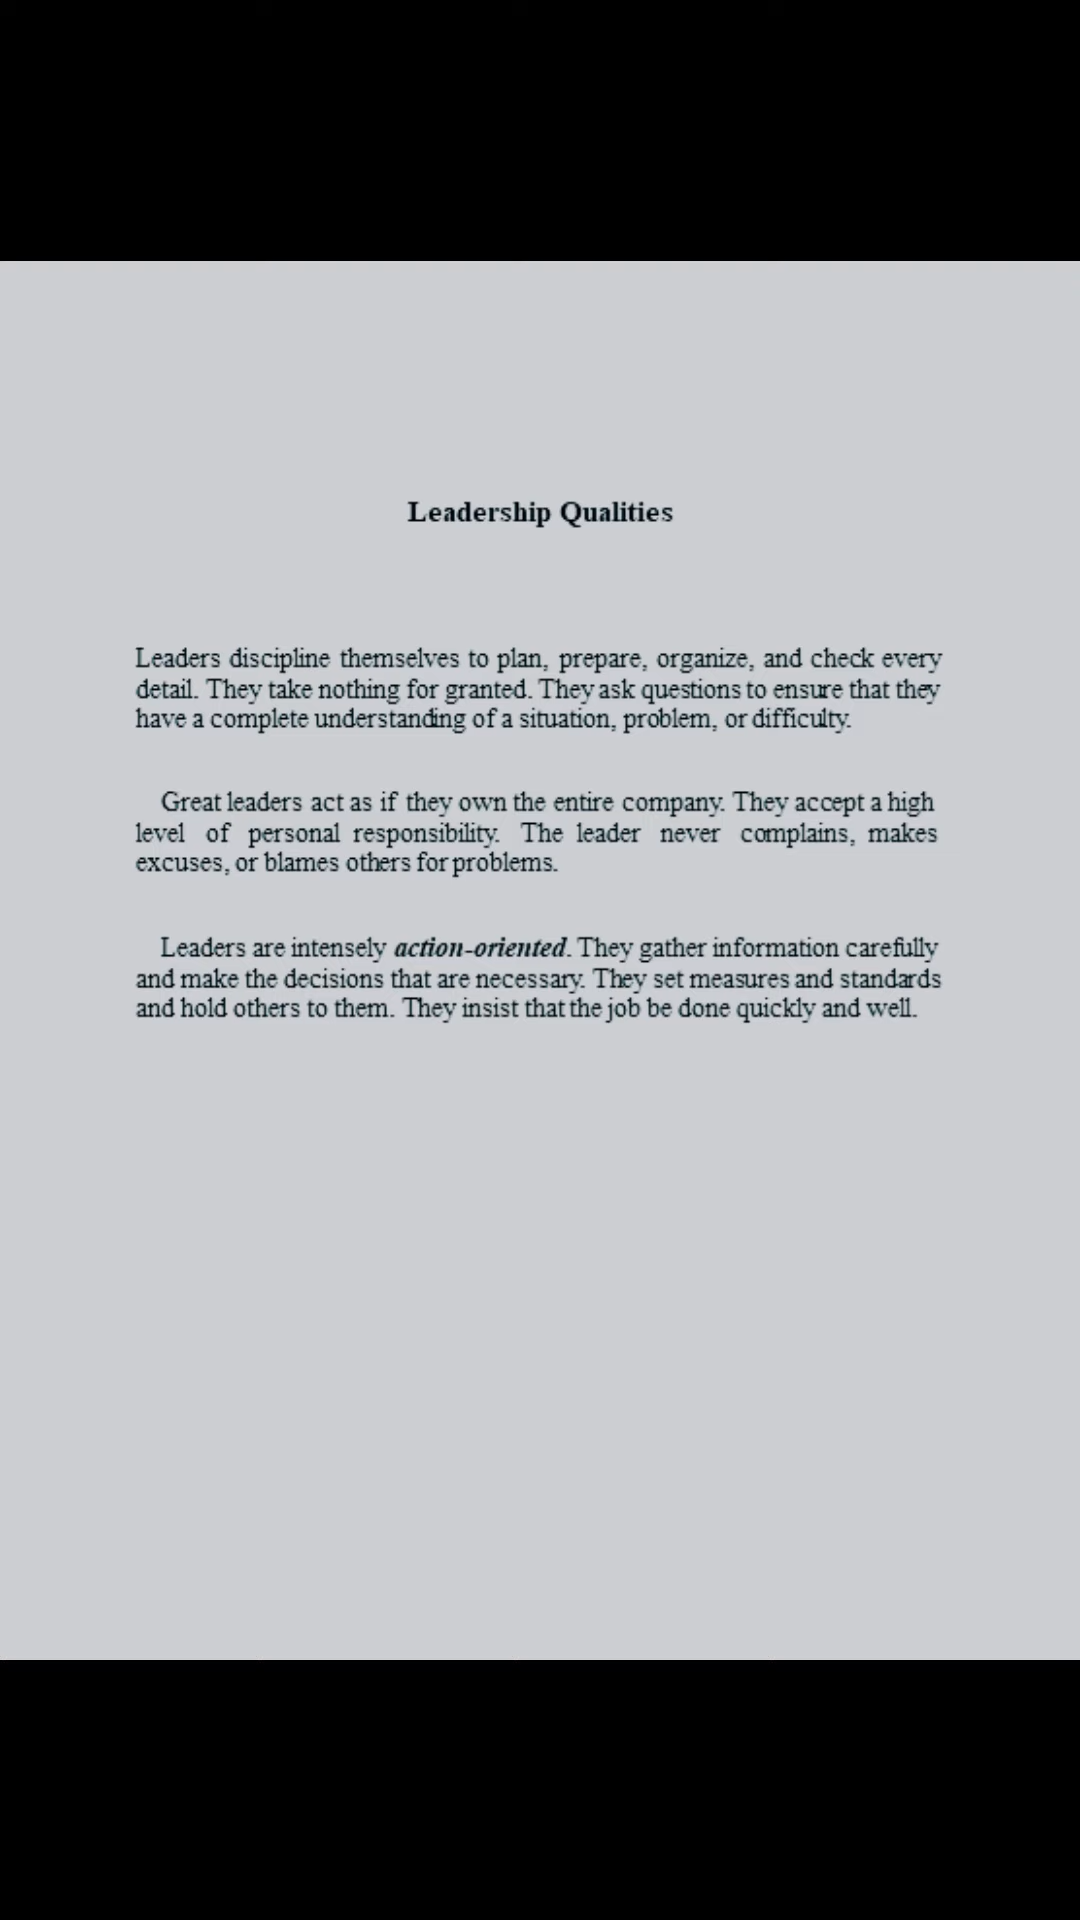 Leadership Qualities
Leaders discipline themselves to plan, prepare, organize, and check every
detail. They take nothing for granted. They ask questions to ensure that they
have a complete understanding of a situation, problem, or difficulty.
Great leaders act as if they own the entire company. They accept a high
level of personal responsibility. The leader never complains, makes
excuses, or blames others for problems.
Leaders are intensely action-oriented. They gather information carefully
and make the decisions that are necessary. They set measures and standards
and hold others to them. They insist that the job be done quickly and well.